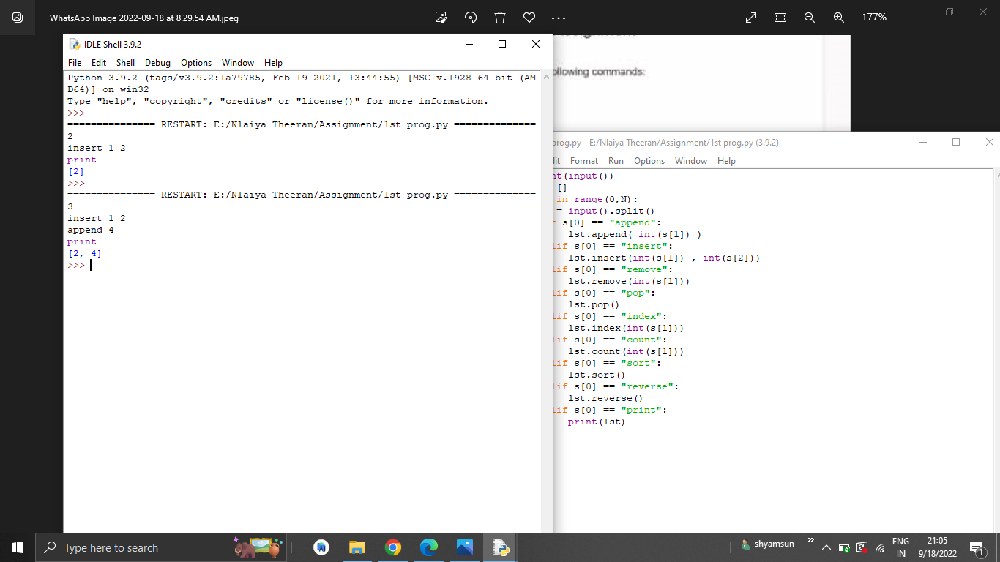 WhatsApp Image 2022-09-18 at 8.29.54 AM.jpeg
177%
IDLE Shell 3.9.2
File Edit Shell Debug Options Window Help
Python 3.9.2 (tags/v3.9.2:1a79785, Feb 19 2021, 13:44:55) [MSC v.1928 64 bit (AM
D64)] on win32
Type "help", "copyright", "credits" or "license()" for more information.
>>>
=============== RESTART: E:/Nlaiya Theeran/Assignment/1st prog.py ==============
2
insert 1 2
print
[2]
>>>
=============== RESTART: E:/Nlaiya Theeran/Assignment/1st prog.py ==============
3
insert 1 2
append 4
print
[2, 4]
>>>
ollowing commands:
prog.py - E:/Nlaiya Theeran/Assignment/1st prog.py (3.9.2)
dit Format Run Options Window Help
nt(input())
[]
in range(0,N):
= input().split()
f s[0] == "append":
lst.append( int(s[1]) )
lif s[0] == "insert":
lst.insert(int(s[1]) , int(s[2]))
lif s[0] == "remove":
lst.remove(int(s[1]))
lif s[0] == "pop":
lst.pop()
lif s[0] == "index":
lst.index(int(s[1]))
lif s[0] == "count":
lst.count(int(s[1]))
lif s[0] == "sort":
lst.sort()
lif s[0] == "reverse":
lst.reverse()
lif s[0] == "print":
print(lst)
Type here to search
shyamsun
ENG
IN
21:05
9/18/2022
1